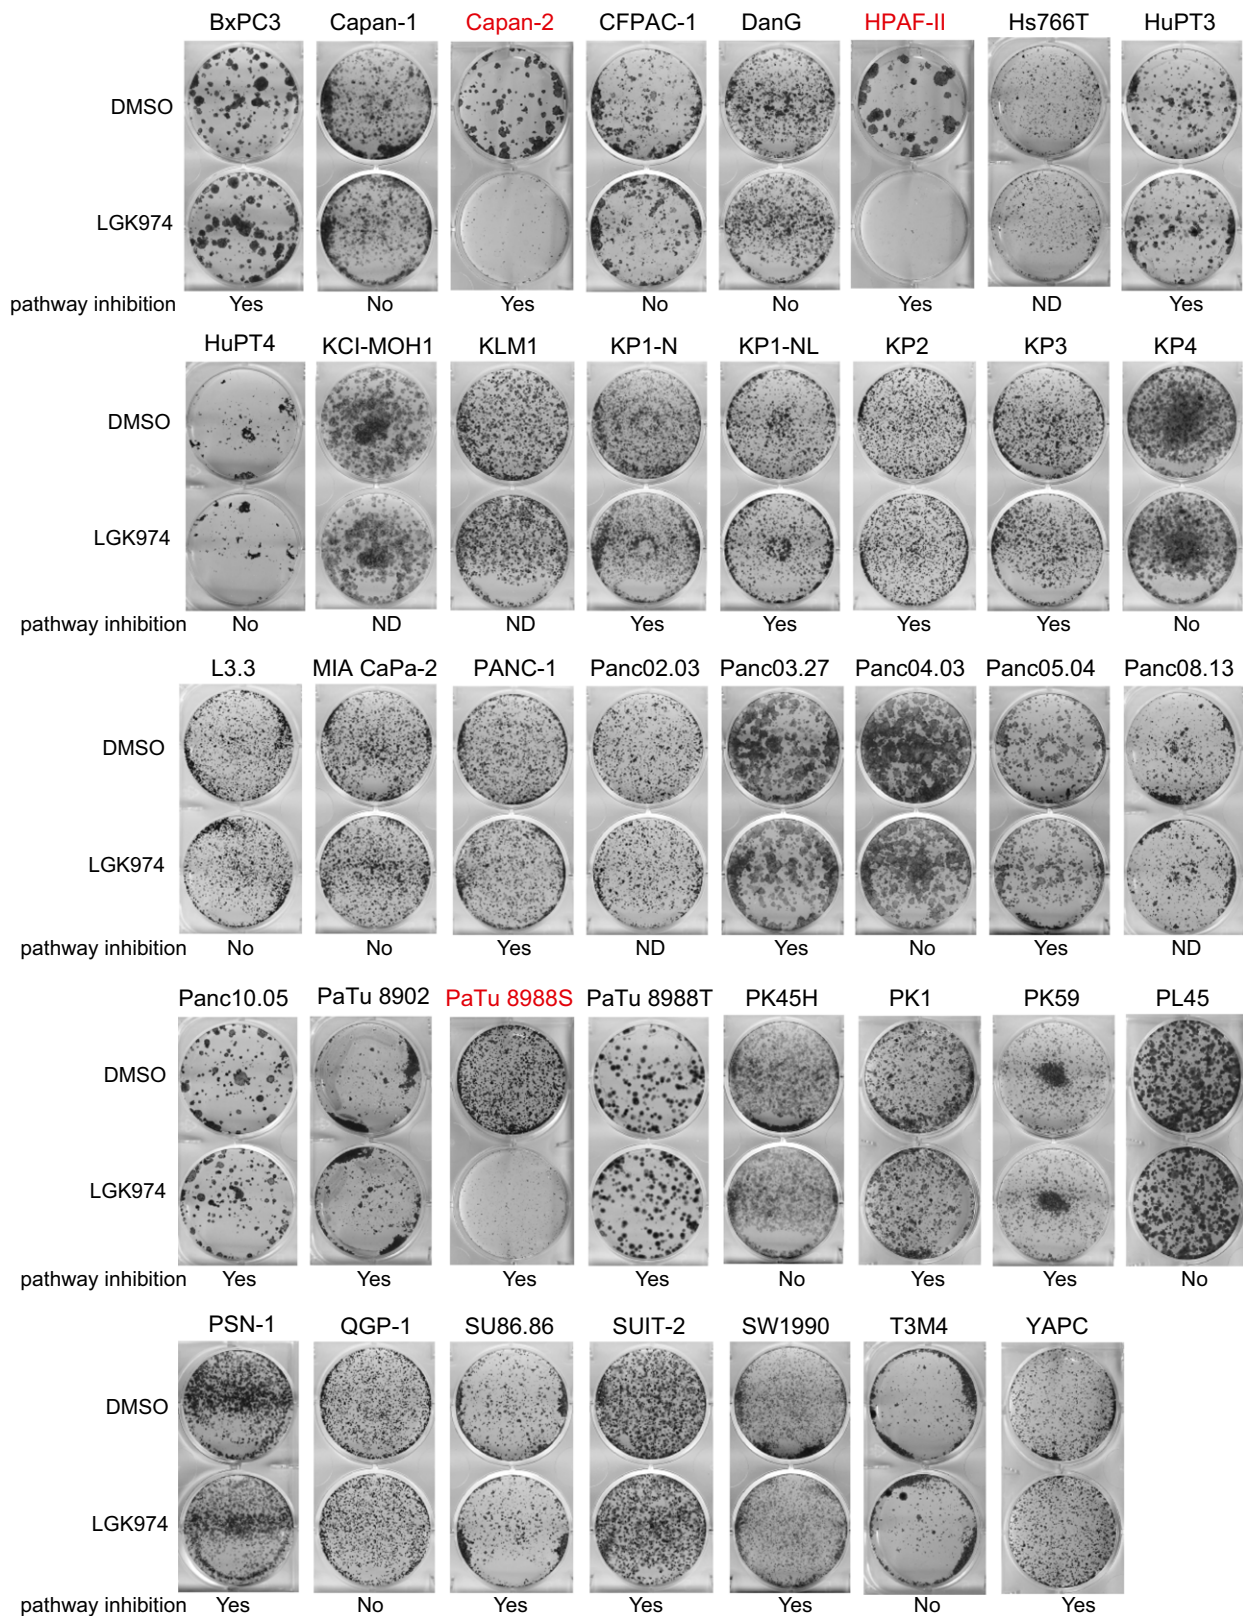 BxPC3 Capan-1 Capan-2 CFPAC-1 DanG HPAF-II Hs766T HuPT3
DMSO
LGK974
pathway inhibition Yes No Yes No No Yes ND Yes
HuPT4 KCI-MOH1 KLM1 KP1-N KP1-NL KP2 KP3 KP4
DMSO
LGK974
pathway inhibition No ND ND Yes Yes Yes Yes No
L3.3 MIA CaPa-2 PANC-1 Panc02.03 Panc03.27 Panc04.03 Panc05.04 Panc08.13
DMSO
LGK974
pathway inhibition No No Yes ND Yes No Yes ND
Panc10.05 PaTu 8902 PaTu 8988S PaTu 8988T PK45H PK1 PK59 PL45
DMSO
LGK974
pathway inhibition Yes Yes Yes Yes No Yes Yes No
PSN-1 QGP-1 SU86.86 SUIT-2 SW1990 T3M4 YAPC
DMSO
LGK974
pathway inhibition Yes No Yes Yes Yes No Yes